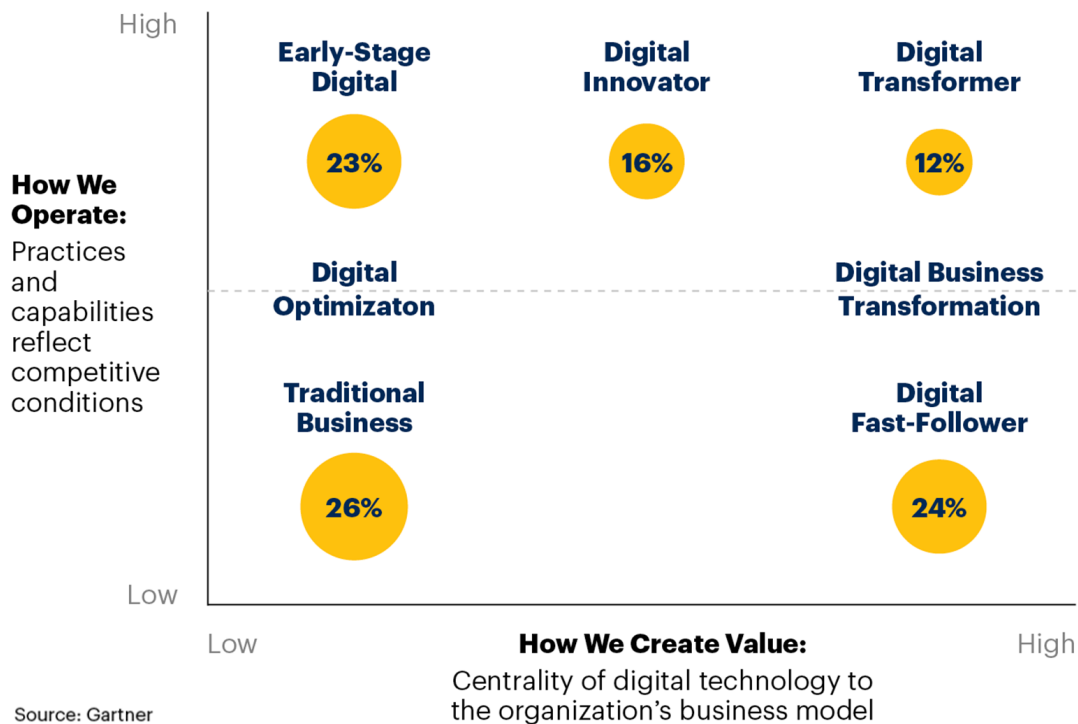 High
Early-Stage
Digital
23%
Digital
Innovator
16%
Digital
Transformer
12%
How We
Operate:
Practices
and
capabilities
reflect
competitive
conditions
Digital
Optimizaton
Digital Business
Transformation
Traditional
Business
26%
Digital
Fast-Follower
24%
Low
Low
How We Create Value:
High
Centrality of digital technology to
the organization’s business model
Source: Gartner